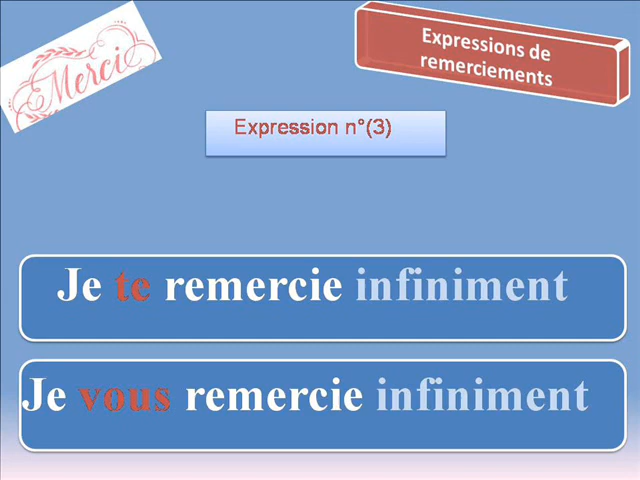 Merci
Expressions de
remerciements
Expression n°(3)
Je te remercie infiniment
Je vous remercie infiniment